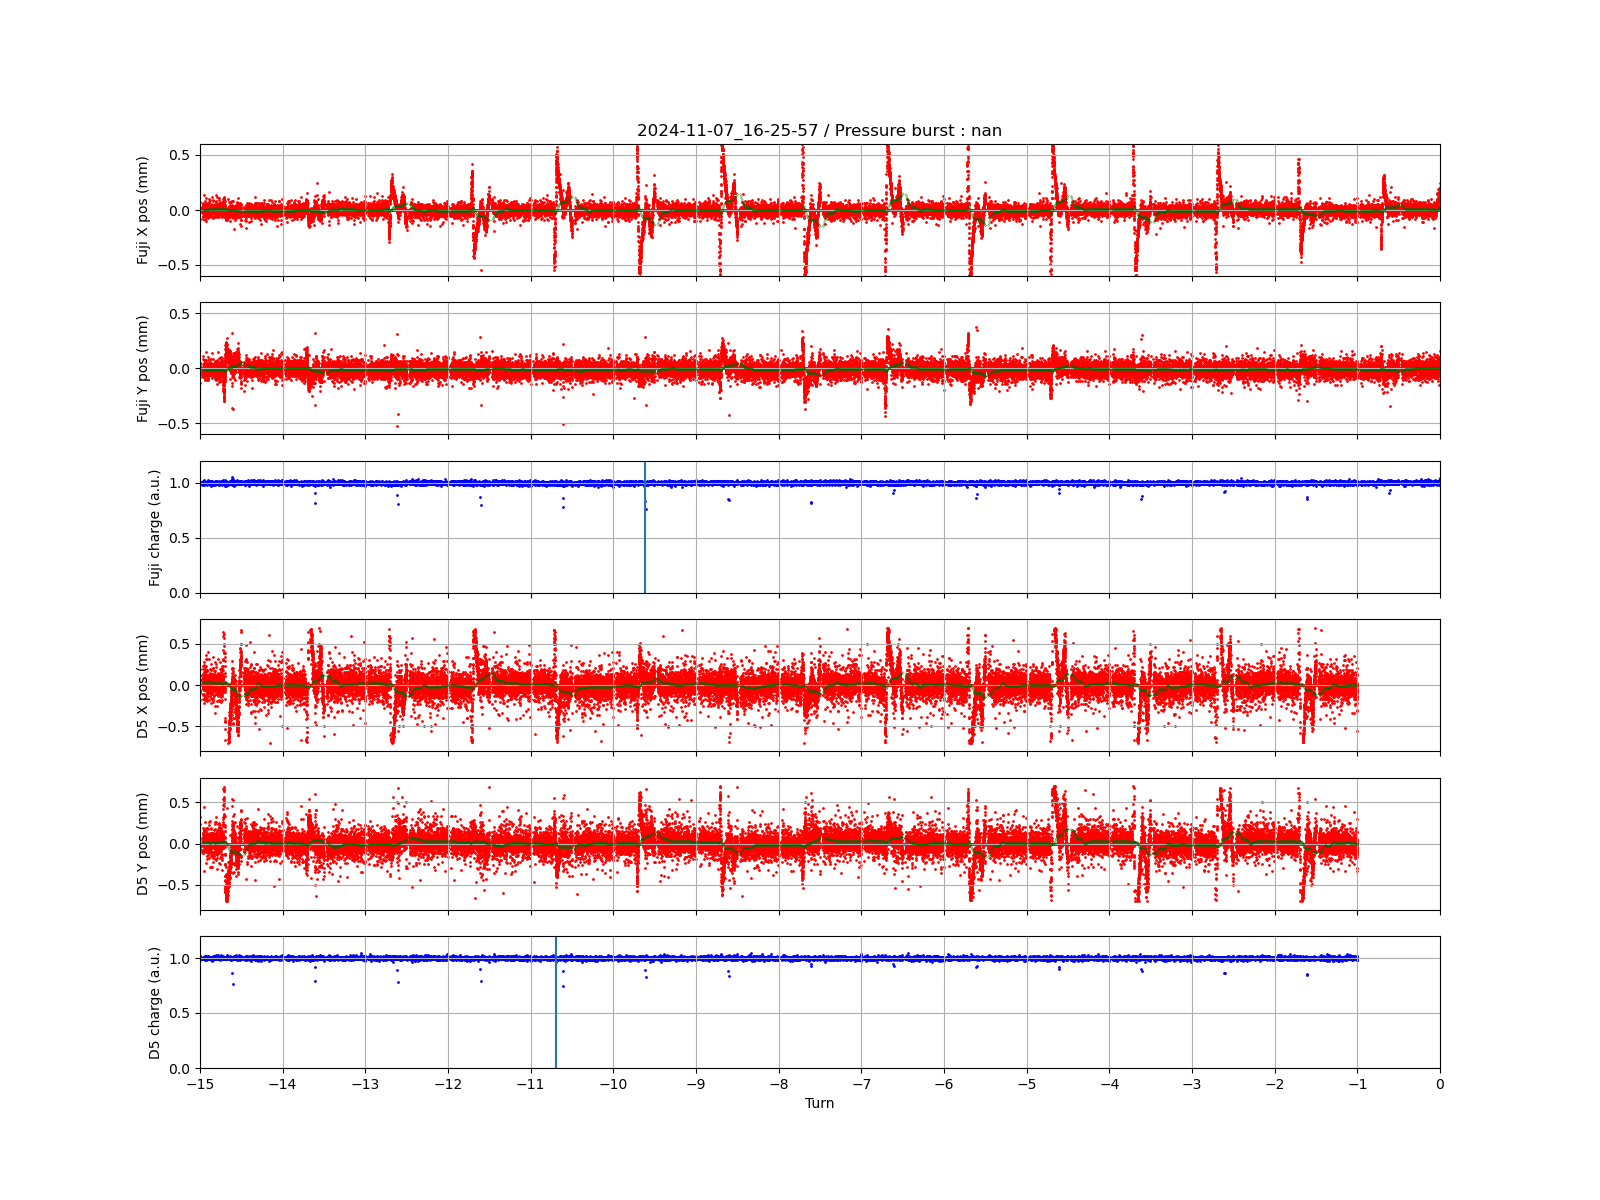 2024-11-07_16-25-57 / Pressure burst : nan
Fuji X pos (mm)
0.5
0.0
−0.5
Fuji Y pos (mm)
0.5
0.0
−0.5
Fuji charge (a.u.)
1.0
0.5
0.0
D5 X pos (mm)
0.5
0.0
−0.5
D5 Y pos (mm)
0.5
0.0
−0.5
D5 charge (a.u.)
1.0
0.5
0.0
−15 −14 −13 −12 −11 −10 −9 −8 −7 −6 −5 −4 −3 −2 −1 0
Turn